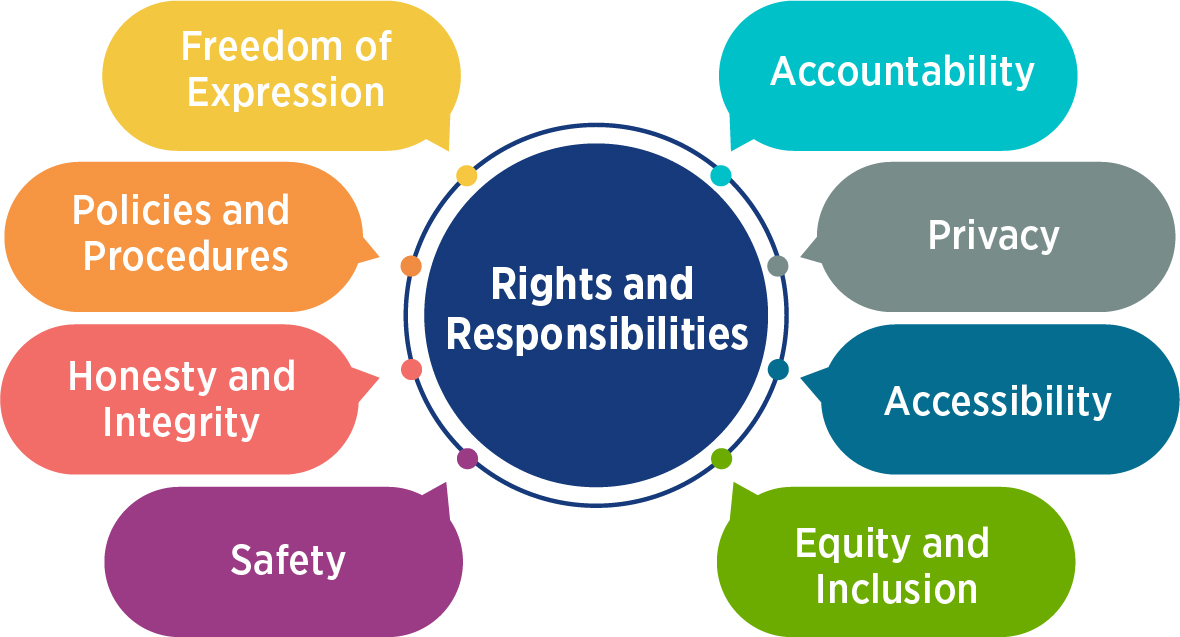 Freedom of
Expression
Accountability
Policies and
Procedures
Privacy
Rights and
Responsibilities
Honesty and
Integrity
Accessibility
Safety
Equity and
Inclusion